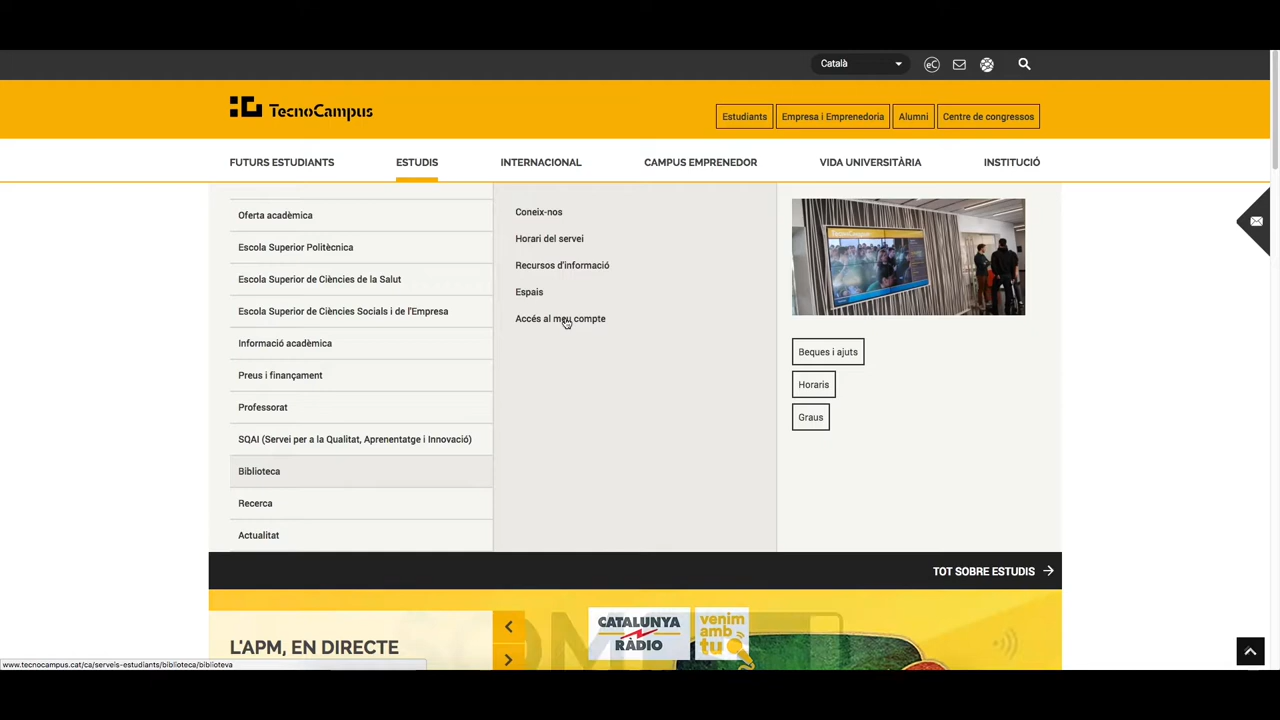 Català
eC
TecnoCampus
Estudiants
Empresa i Emprenedoria
Alumni
Centre de congressos
FUTURS ESTUDIANTS
ESTUDIS
INTERNACIONAL
CAMPUS EMPRENEDOR
VIDA UNIVERSITÀRIA
INSTITUCIÓ
Oferta acadèmica
Escola Superior Politècnica
Escola Superior de Ciències de la Salut
Escola Superior de Ciències Socials i de l'Empresa
Informació acadèmica
Preus i finançament
Professorat
SQAI (Servei per a la Qualitat, Aprenentatge i Innovació)
Biblioteca
Recerca
Actualitat
Coneix-nos
Horari del servei
Recursos d'informació
Espais
Accés al meu compte
Beques i ajuts
Horaris
Graus
TOT SOBRE ESTUDIS
L'APM, EN DIRECTE
CATALUNYA
RÀDIO
venim
amb
tu
www.tecnocampus.cat/ca/serveis-estudiants/biblioteca/biblioteva